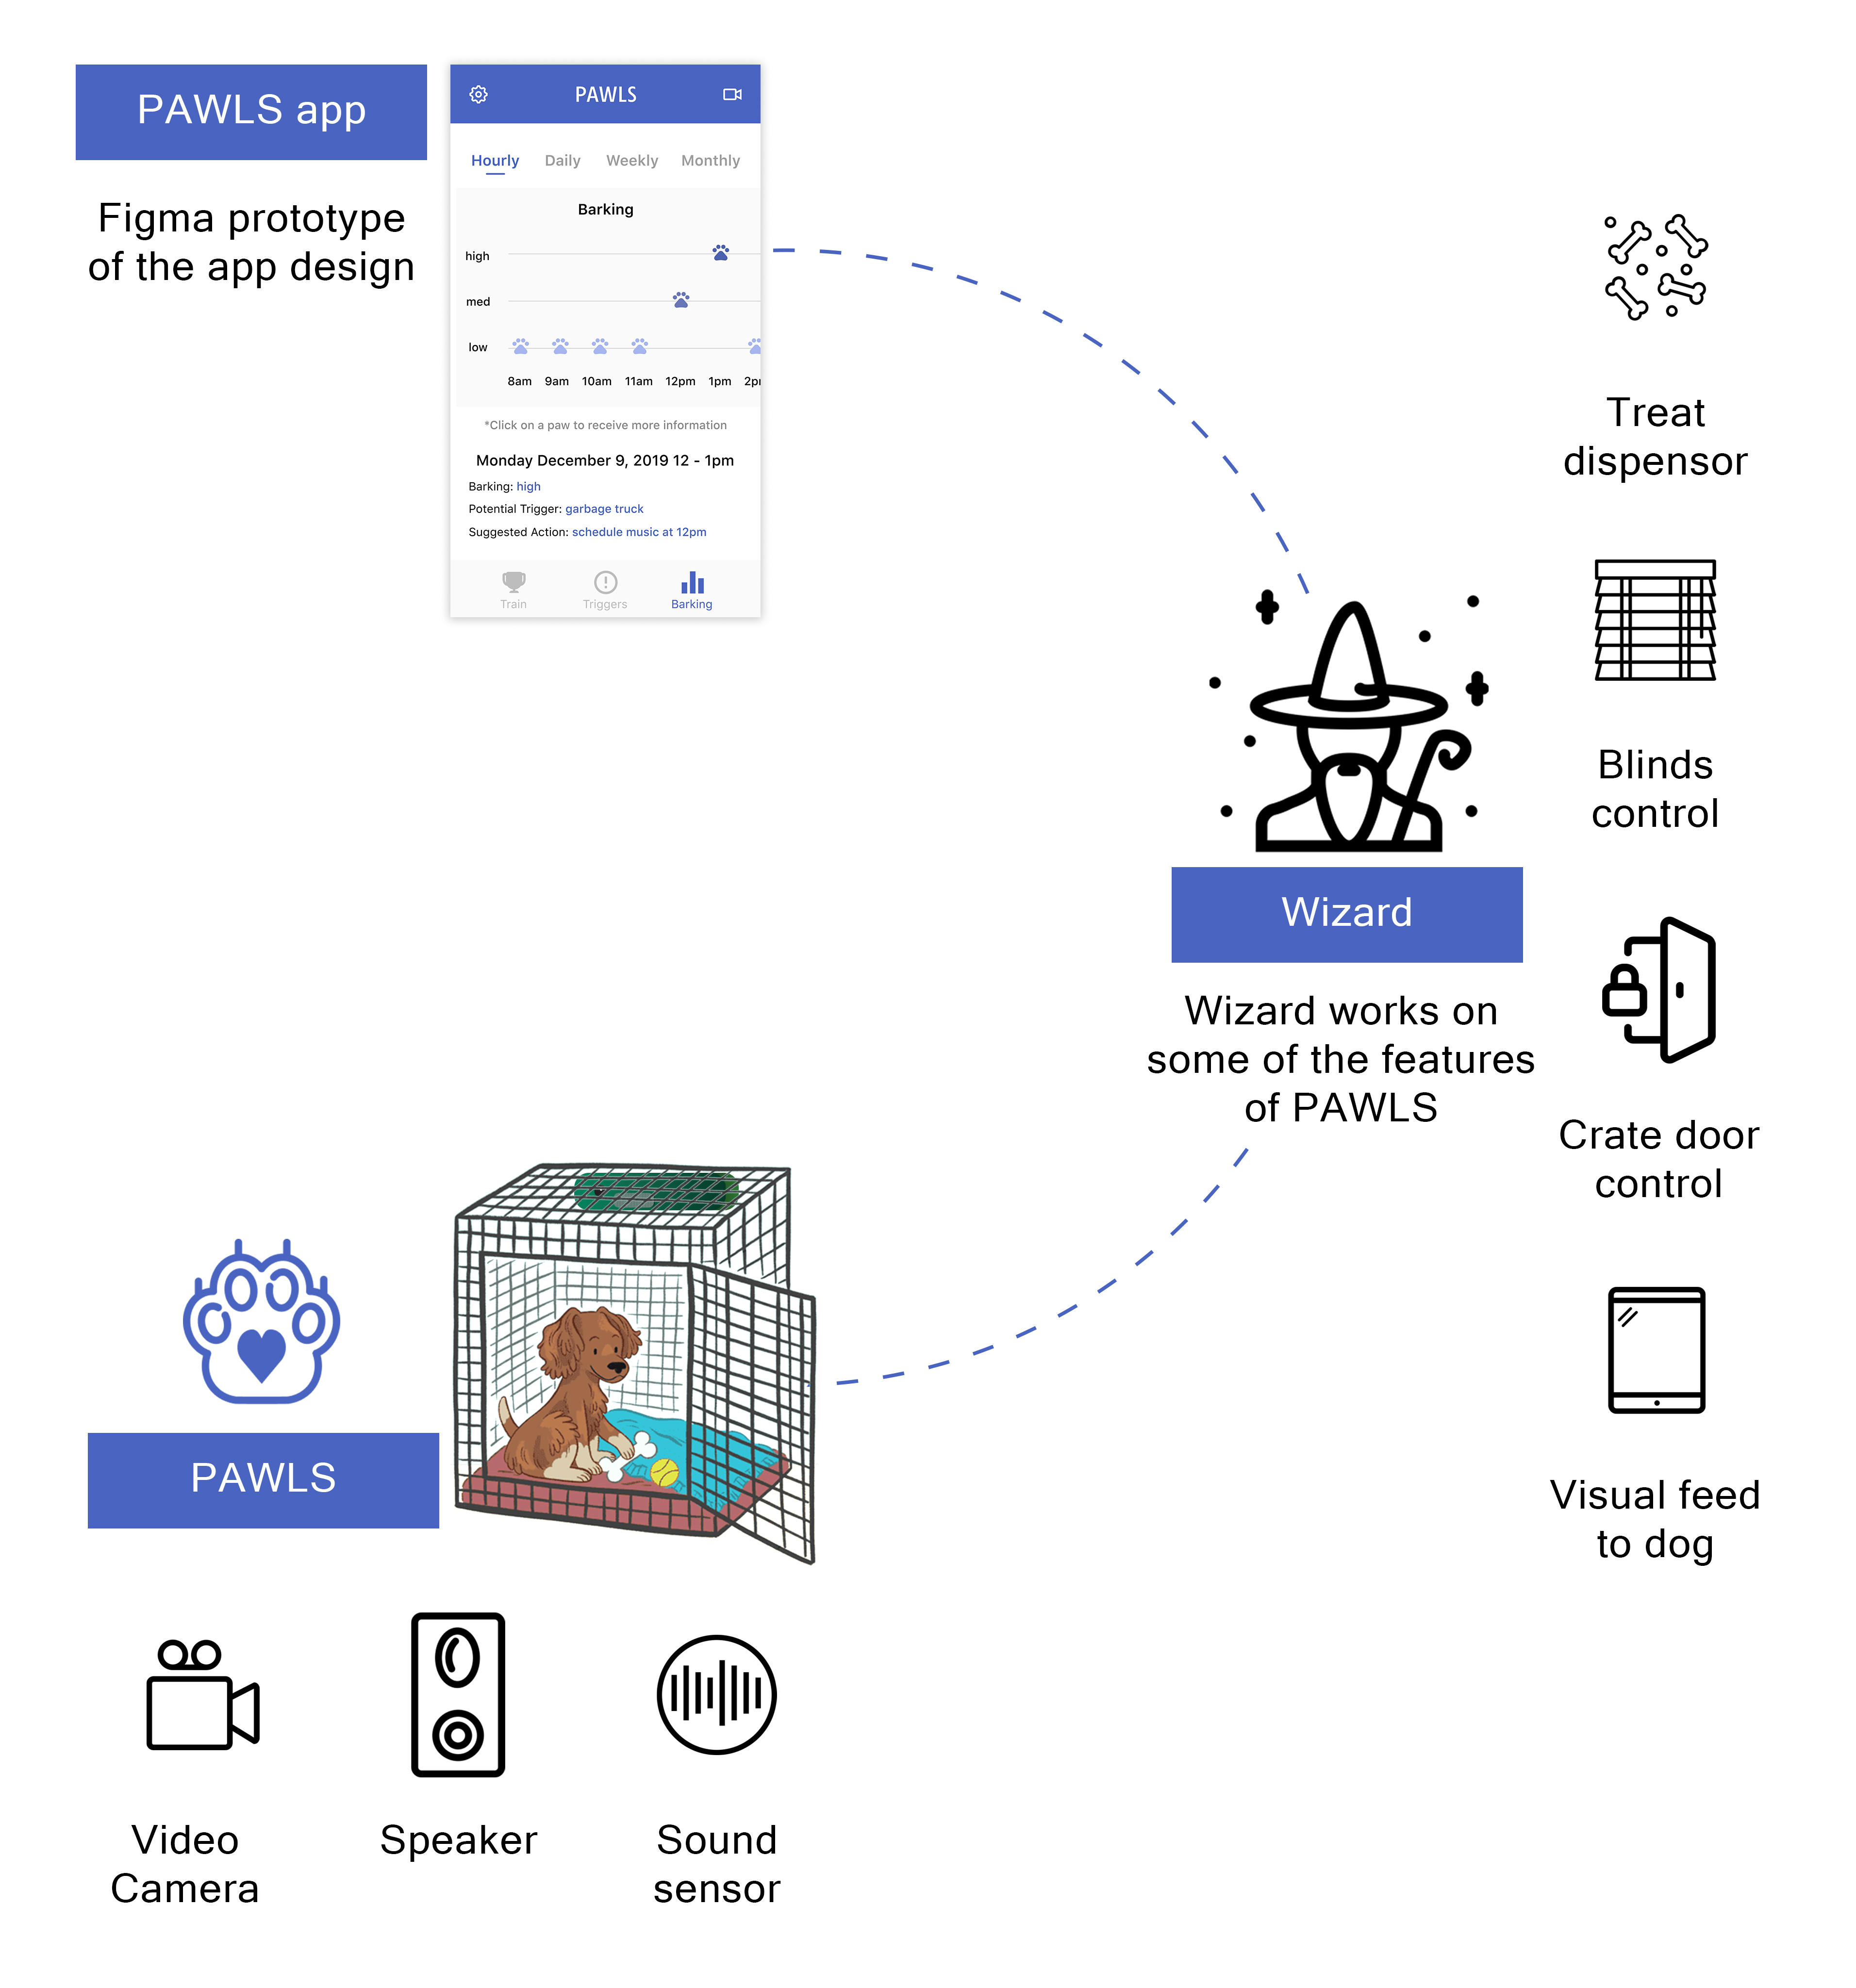 PAWLS app
Figma prototype
of the app design
PAWLS
Hourly Daily Weekly Monthly
Barking
high
med
low
8am 9am 10am 11am 12pm 1pm 2p
*Click on a paw to receive more information
Monday December 9, 2019 12 - 1pm
Barking: high
Potential Trigger: garbage truck
Suggested Action: schedule music at 12pm
Train Triggers Barking
Treat
dispensor
Blinds
control
Wizard
Wizard works on
some of the features
of PAWLS
Crate door
control
Visual feed
to dog
PAWLS
Video
Camera
Speaker
Sound
sensor